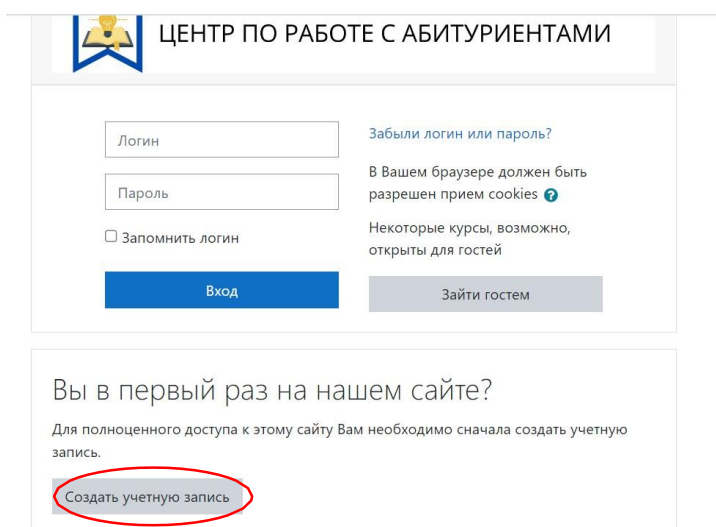 ЦЕНТР ПО РАБОТЕ С АБИТУРИЕНТАМИ
Логин
Пароль
Запомнить логин
Вход
Забыли логин или пароль?
В Вашем браузере должен быть
разрешен прием cookies ?
Некоторые курсы, возможно,
открыты для гостей
Зайти гостем
Вы в первый раз на нашем сайте?
Для полноценного доступа к этому сайту Вам необходимо сначала создать учетную
запись.
Создать учетную запись